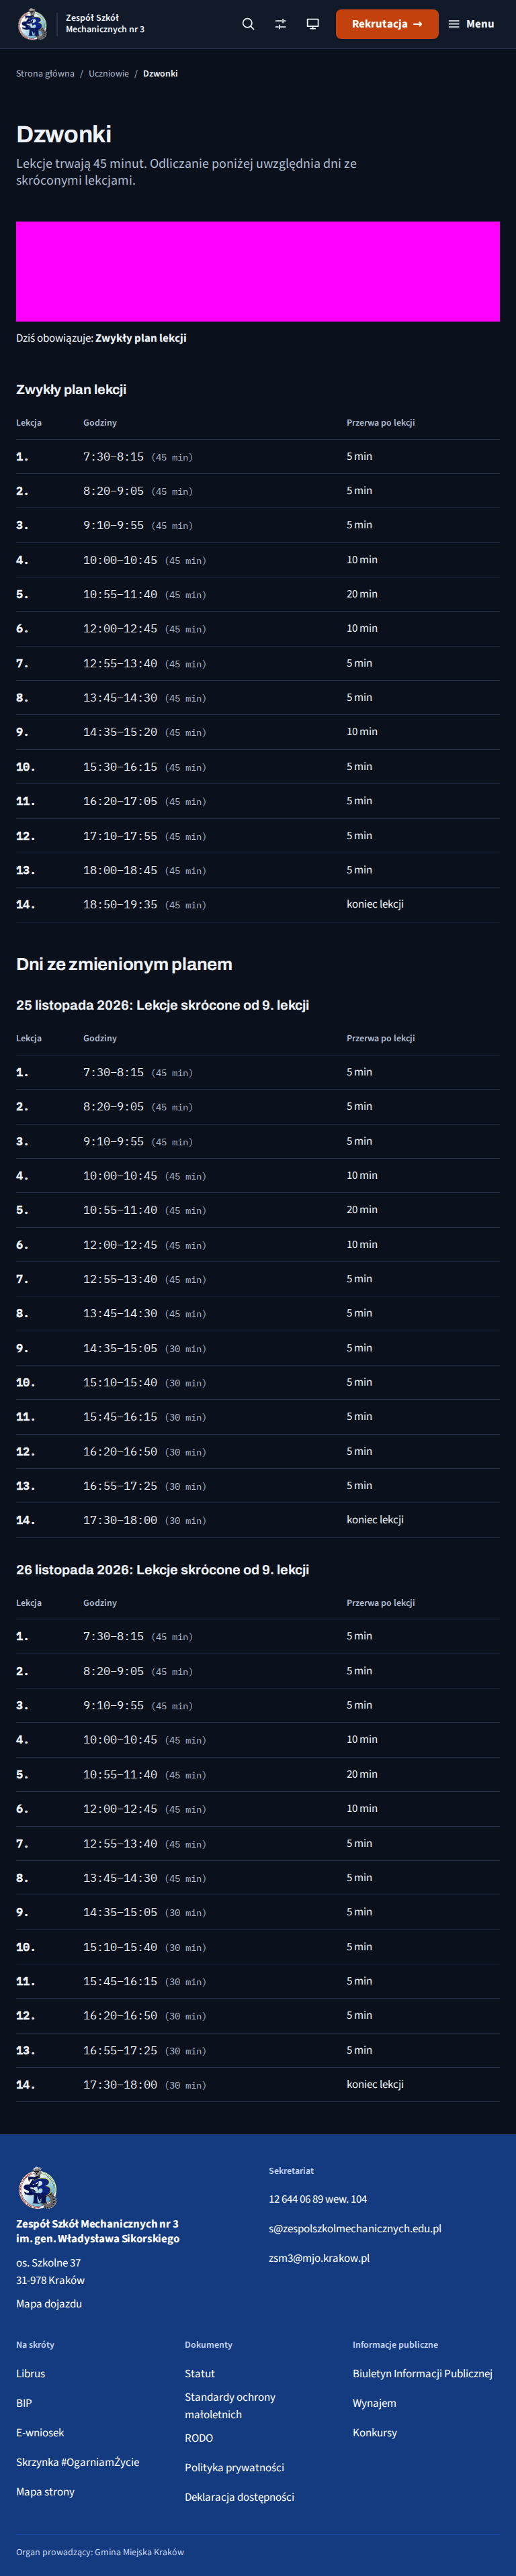 Zespół Szkół
Mechanicznych nr 3
Rekrutacja →
Menu
Strona główna / Uczniowie / Dzwonki
Dzwonki
Lekcje trwają 45 minut. Odliczanie poniżej uwzględnia dni ze
skróconymi lekcjami.
Dziś obowiązuje: Zwykły plan lekcji
Zwykły plan lekcji
Lekcja Godziny Przerwa po lekcji
1. 7:30–8:15 (45 min) 5 min
2. 8:20–9:05 (45 min) 5 min
3. 9:10–9:55 (45 min) 5 min
4. 10:00–10:45 (45 min) 10 min
5. 10:55–11:40 (45 min) 20 min
6. 12:00–12:45 (45 min) 10 min
7. 12:55–13:40 (45 min) 5 min
8. 13:45–14:30 (45 min) 5 min
9. 14:35–15:20 (45 min) 10 min
10. 15:30–16:15 (45 min) 5 min
11. 16:20–17:05 (45 min) 5 min
12. 17:10–17:55 (45 min) 5 min
13. 18:00–18:45 (45 min) 5 min
14. 18:50–19:35 (45 min) koniec lekcji
Dni ze zmienionym planem
25 listopada 2026: Lekcje skrócone od 9. lekcji
Lekcja Godziny Przerwa po lekcji
1. 7:30–8:15 (45 min) 5 min
2. 8:20–9:05 (45 min) 5 min
3. 9:10–9:55 (45 min) 5 min
4. 10:00–10:45 (45 min) 10 min
5. 10:55–11:40 (45 min) 20 min
6. 12:00–12:45 (45 min) 10 min
7. 12:55–13:40 (45 min) 5 min
8. 13:45–14:30 (45 min) 5 min
9. 14:35–15:05 (30 min) 5 min
10. 15:10–15:40 (30 min) 5 min
11. 15:45–16:15 (30 min) 5 min
12. 16:20–16:50 (30 min) 5 min
13. 16:55–17:25 (30 min) 5 min
14. 17:30–18:00 (30 min) koniec lekcji
26 listopada 2026: Lekcje skrócone od 9. lekcji
Lekcja Godziny Przerwa po lekcji
1. 7:30–8:15 (45 min) 5 min
2. 8:20–9:05 (45 min) 5 min
3. 9:10–9:55 (45 min) 5 min
4. 10:00–10:45 (45 min) 10 min
5. 10:55–11:40 (45 min) 20 min
6. 12:00–12:45 (45 min) 10 min
7. 12:55–13:40 (45 min) 5 min
8. 13:45–14:30 (45 min) 5 min
9. 14:35–15:05 (30 min) 5 min
10. 15:10–15:40 (30 min) 5 min
11. 15:45–16:15 (30 min) 5 min
12. 16:20–16:50 (30 min) 5 min
13. 16:55–17:25 (30 min) 5 min
14. 17:30–18:00 (30 min) koniec lekcji
Zespół Szkół Mechanicznych nr 3
im. gen. Władysława Sikorskiego
os. Szkolne 37
31-978 Kraków
Mapa dojazdu
Sekretariat
12 644 06 89 wew. 104
s@zespolszkolmechanicznych.edu.pl
zsm3@mjo.krakow.pl
Na skróty
Librus
BIP
E-wniosek
Skrzynka #OgarniamŻycie
Mapa strony
Dokumenty
Statut
Standardy ochrony
małoletnich
RODO
Polityka prywatności
Deklaracja dostępności
Informacje publiczne
Biuletyn Informacji Publicznej
Wynajem
Konkursy
Organ prowadzący: Gmina Miejska Kraków